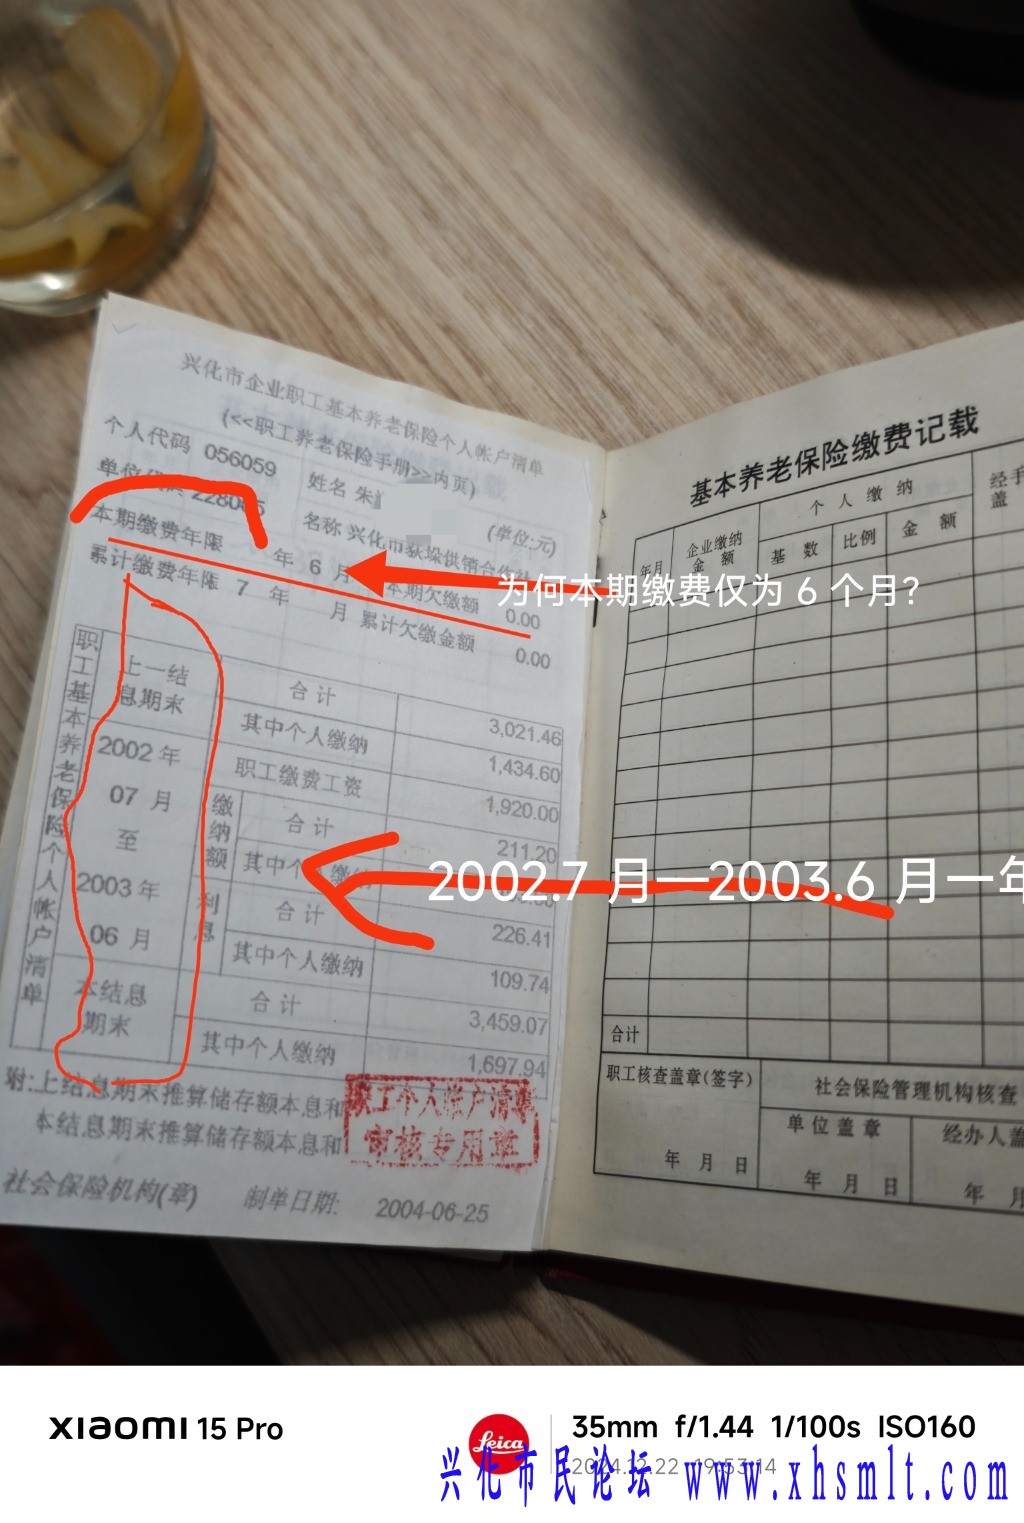 兴化市企业职工基本养老保险个人帐户清单
(<<职工养老保险手册>>内页)
个人代码 056059 姓名 朱
单位代码 228085 名称 兴化市荻垛供销合作社 (单位:元)
本期缴费年限 年 6 月 本期欠缴额 0.00
累计缴费年限 7 年 月 累计欠缴金额 0.00
为何本期缴费仅为 6 个月?
职工基本养老保险个人帐户清单
上一结息期末 合计 3,021.46
其中个人缴纳 1,434.60
2002 年 07 月 至 2003 年 06 月
职工缴费工资 1,920.00
缴纳额 合计 211.20
其中个人缴纳
利息 合计 226.41
其中个人缴纳 109.74
本结息期末 合计 3,459.07
其中个人缴纳 1,697.94
2002.7 月—2003.6 月一年
附:上结息期末推算储存额本息和
本结息期末推算储存额本息和
职工个人帐户清单
审核专用章
社会保险机构(章) 制单日期: 2004-06-25
基本养老保险缴费记载
年月 企业缴纳金额 个人缴纳 经手
基数 比例 金额 盖
合计
职工核查盖章(签字) 社会保险管理机构核查
单位盖章 经办人盖
年 月 日 年 月 日 年 月
XIAOMI 15 Pro
Leica
35mm f/1.44 1/100s ISO160
2024.12.22 19:53:14
兴化市民论坛-www.xhsmlt.com